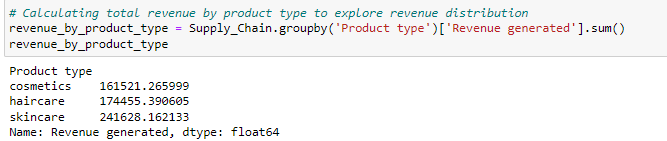 # Calculating total revenue by product type to explore revenue distribution
revenue_by_product_type = Supply_Chain.groupby('Product type')['Revenue generated'].sum()
revenue_by_product_type
Product type
cosmetics    161521.265999
haircare     174455.390605
skincare     241628.162133
Name: Revenue generated, dtype: float64